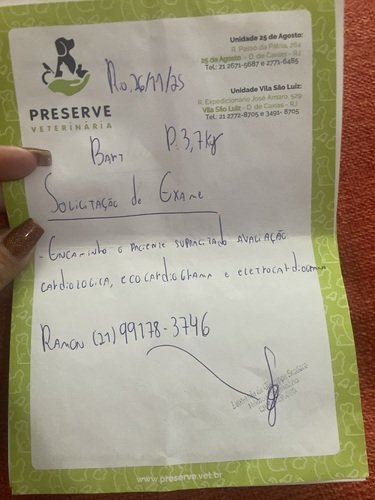 PRESERVE
VETERINÁRIA
Unidade 25 de Agosto:
R. Passo da Pátria, 264
25 de Agosto - D. de Caxias - RJ
Tel.: 21 2671-5687 e 2771-6485
Unidade Vila São Luiz:
R. Expedicionário José Amaro, 529
Vila São Luiz - D. de Caxias - RJ
Tel.: 21 2772-8705 e 3491-8705
Rio, 26/11/25
Bart P. 3,7kg
Solicitação de Exame
- Encaminho o paciente supracitado avaliação
cardiologica, ecocardiograma e eletrocardiograma
Ramon (21) 99178-3746
www.preserve.vet.br